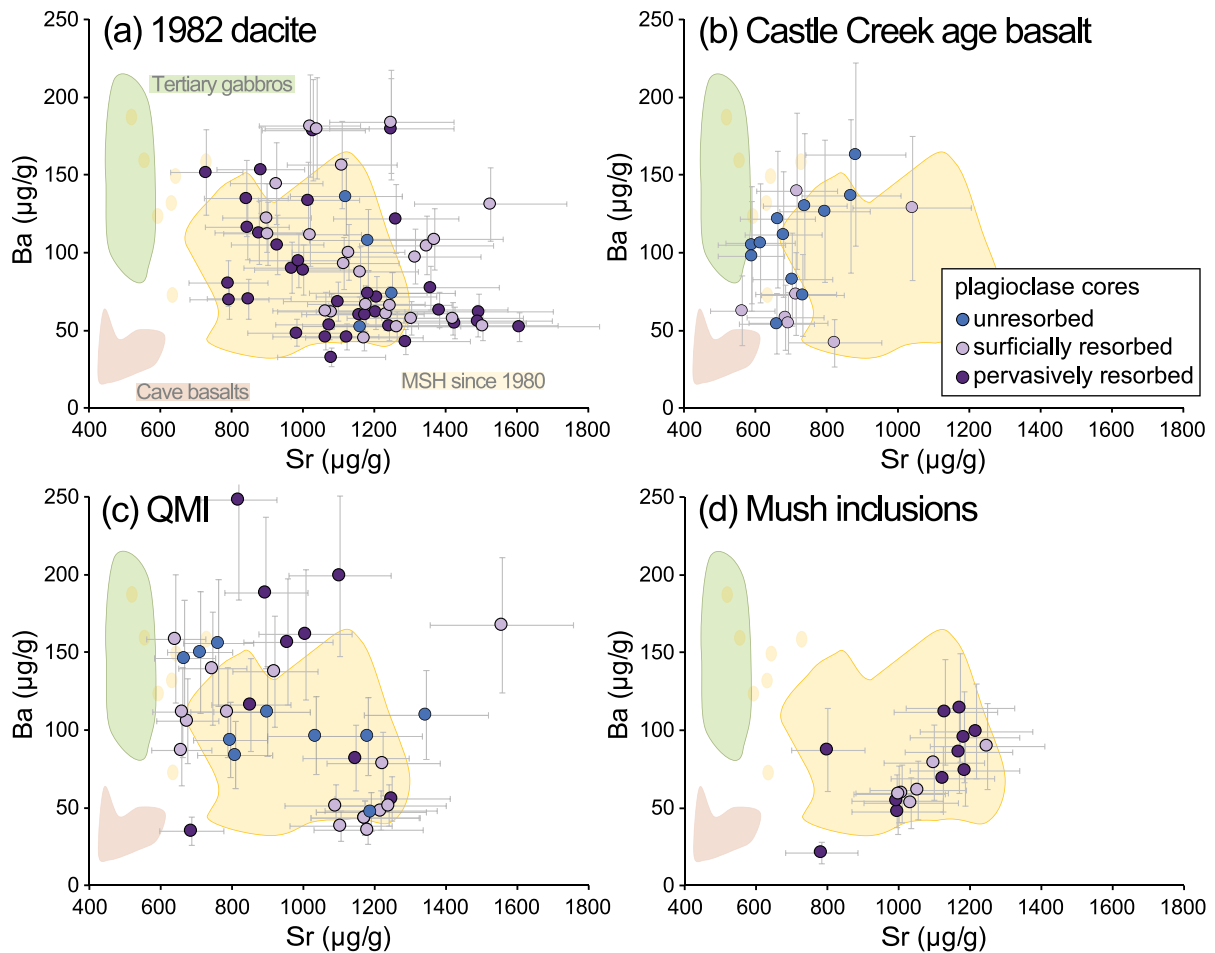 (a) 1982 dacite
250
200
150
100
50
0
Ba (µg/g)
Tertiary gabbros
Cave basalts
MSH since 1980
400 600 800 1000 1200 1400 1600 1800
Sr (µg/g)
(b) Castle Creek age basalt
250
200
150
100
50
0
Ba (µg/g)
plagioclase cores
unresorbed
surficially resorbed
pervasively resorbed
400 600 800 1000 1200 1400 1600 1800
Sr (µg/g)
(c) QMI
250
200
150
100
50
0
Ba (µg/g)
400 600 800 1000 1200 1400 1600 1800
Sr (µg/g)
(d) Mush inclusions
250
200
150
100
50
0
Ba (µg/g)
400 600 800 1000 1200 1400 1600 1800
Sr (µg/g)